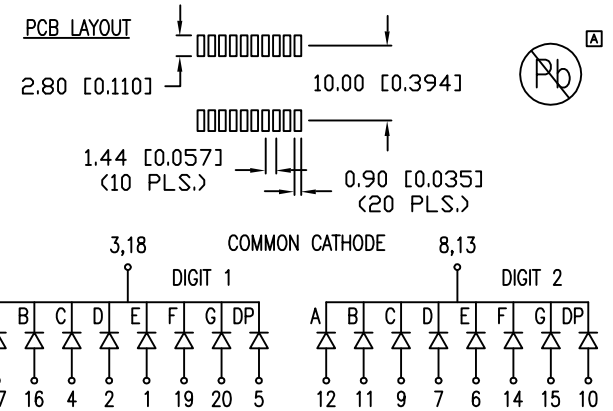 PCB LAYOUT
A
Pb
2.80 [0.110]
10.00 [0.394]
1.44 [0.057]
(10 PLS.)
0.90 [0.035]
(20 PLS.)
3,18 COMMON CATHODE 8,13
DIGIT 1 DIGIT 2
B C D E F G DP A B C D E F G DP
7 16 4 2 1 19 20 5 12 11 9 7 6 14 15 10